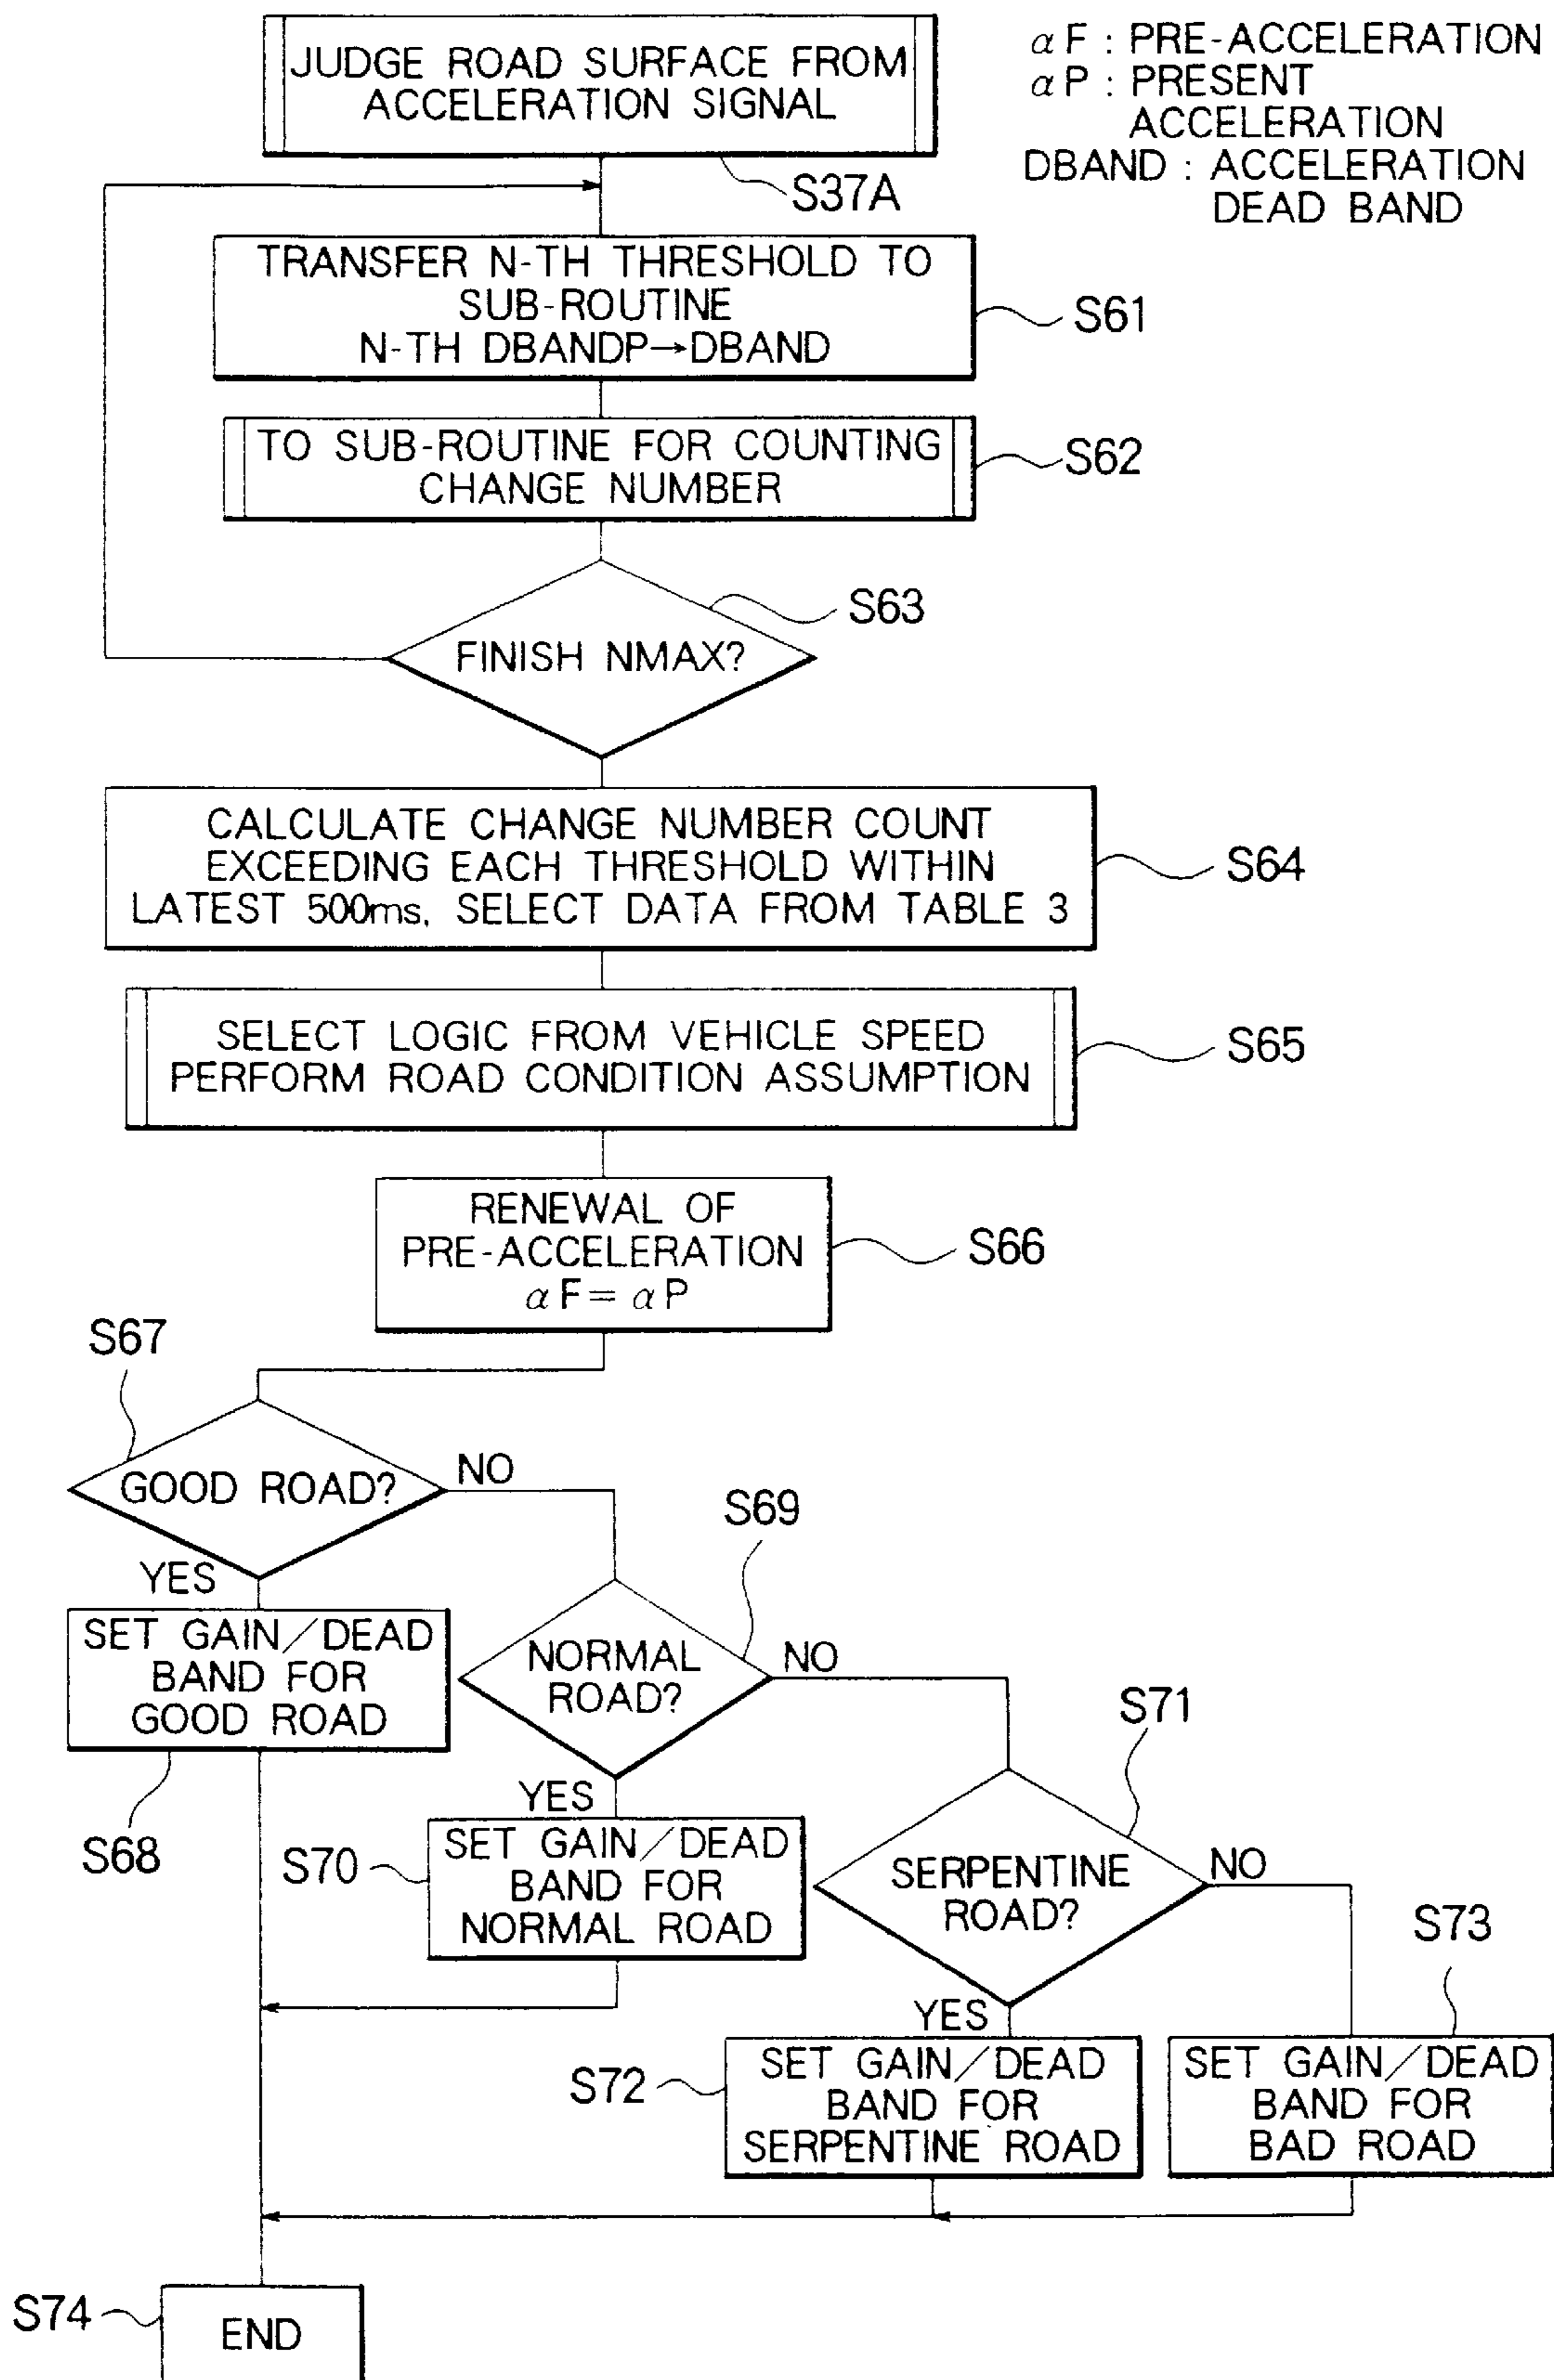 JUDGE ROAD SURFACE FROM
ACCELERATION SIGNAL
αF : PRE-ACCELERATION
αP : PRESENT
ACCELERATION
DBAND : ACCELERATION
DEAD BAND
S37A
TRANSFER N-TH THRESHOLD TO
SUB-ROUTINE
N-TH DBANDP→DBAND
S61
TO SUB-ROUTINE FOR COUNTING
CHANGE NUMBER
S62
S63
FINISH NMAX?
CALCULATE CHANGE NUMBER COUNT
EXCEEDING EACH THRESHOLD WITHIN
LATEST 500ms, SELECT DATA FROM TABLE 3
S64
SELECT LOGIC FROM VEHICLE SPEED
PERFORM ROAD CONDITION ASSUMPTION
S65
RENEWAL OF
PRE-ACCELERATION
αF = αP
S66
S67
GOOD ROAD?
NO
YES
SET GAIN/DEAD
BAND FOR
GOOD ROAD
S68
S69
NORMAL
ROAD?
NO
YES
S70
SET GAIN/DEAD
BAND FOR
NORMAL ROAD
S71
SERPENTINE
ROAD?
NO
YES
S72
SET GAIN/DEAD
BAND FOR
SERPENTINE ROAD
S73
SET GAIN/DEAD
BAND FOR
BAD ROAD
S74
END